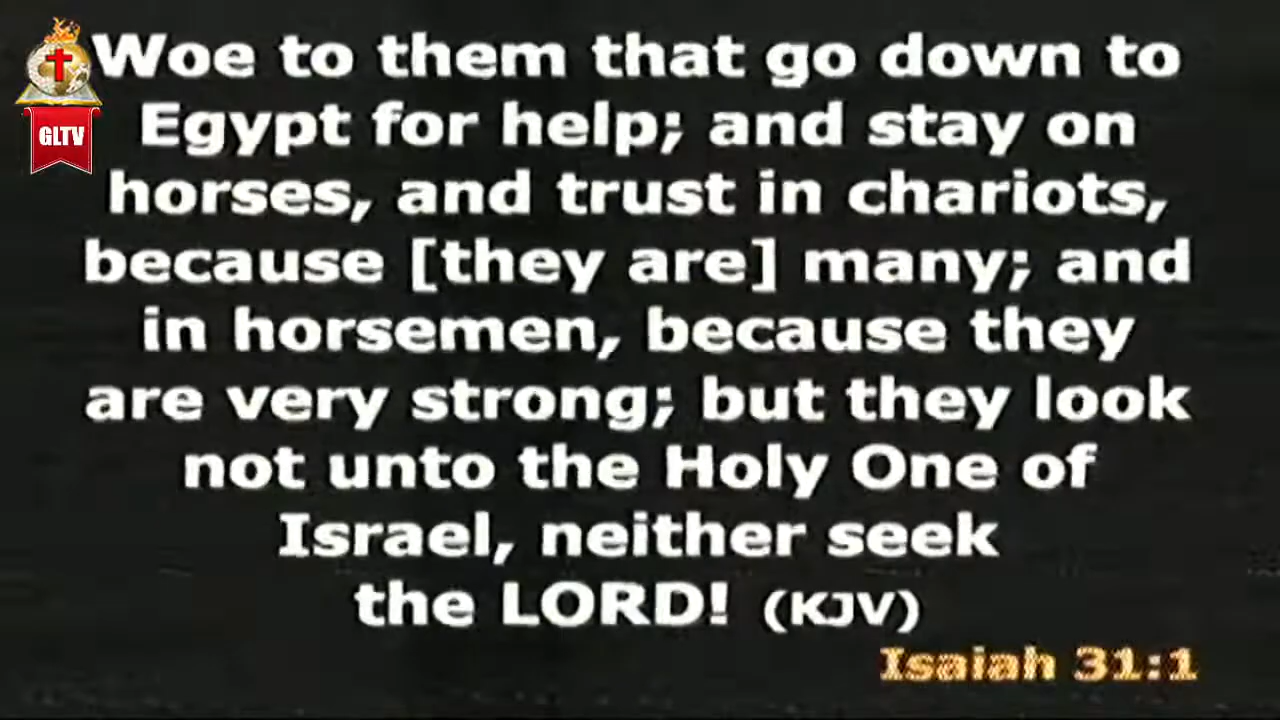 Woe to them that go down to
Egypt for help; and stay on
horses, and trust in chariots,
because [they are] many; and
in horsemen, because they
are very strong; but they look
not unto the Holy One of
Israel, neither seek
the LORD! (KJV)
Isaiah 31:1
GLTV